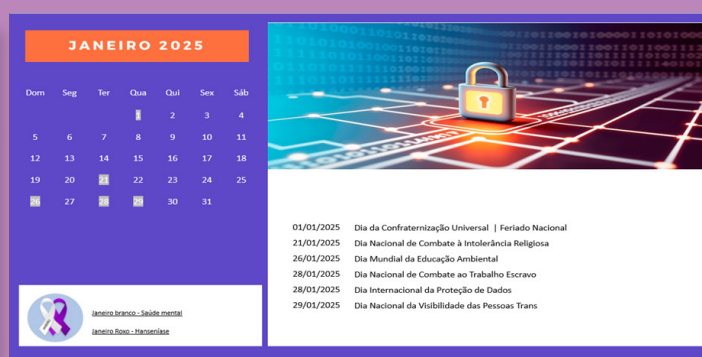 JANEIRO 2025
Dom Seg Ter Qua Qui Sex Sáb
1 2 3 4
5 6 7 8 9 10 11
12 13 14 15 16 17 18
19 20 21 22 23 24 25
26 27 28 29 30 31
Janeiro branco - Saúde mental
Janeiro Roxo - Hanseníase
01/01/2025 Dia da Confraternização Universal | Feriado Nacional
21/01/2025 Dia Nacional de Combate à Intolerância Religiosa
26/01/2025 Dia Mundial da Educação Ambiental
28/01/2025 Dia Nacional de Combate ao Trabalho Escravo
28/01/2025 Dia Internacional da Proteção de Dados
29/01/2025 Dia Nacional da Visibilidade das Pessoas Trans